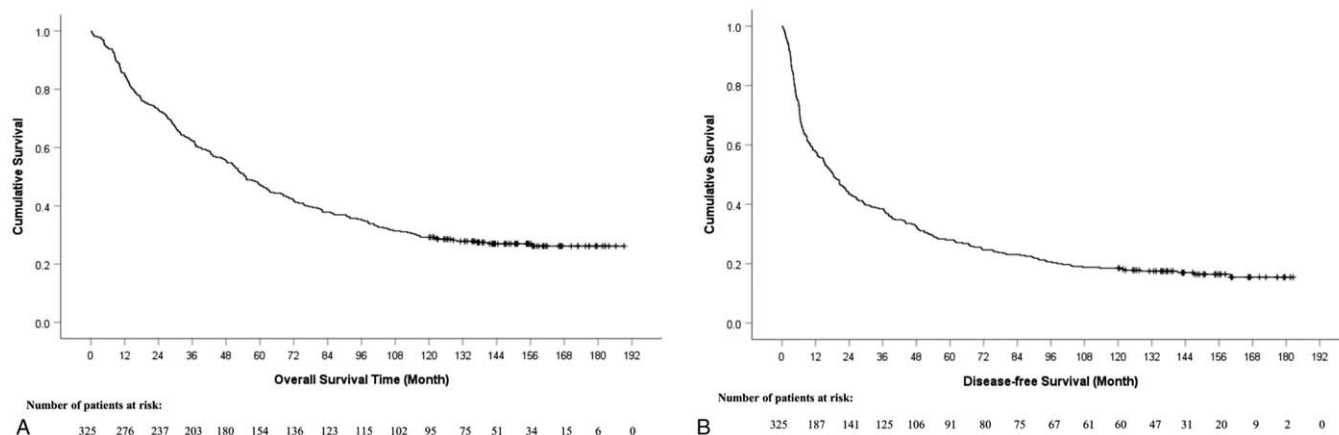 1.0
0.8
0.6
0.4
0.2
0.0
Cumulative Survival
0 12 24 36 48 60 72 84 96 108 120 132 144 156 168 180 192
Overall Survival Time (Month)
Number of patients at risk:
A 325 276 237 203 180 154 136 123 115 102 95 75 51 34 15 6 0
1.0
0.8
0.6
0.4
0.2
0.0
Cumulative Survival
0 12 24 36 48 60 72 84 96 108 120 132 144 156 168 180 192
Disease-free Survival (Month)
Number of patients at risk:
B 325 187 141 125 106 91 80 75 67 61 60 47 31 20 9 2 0